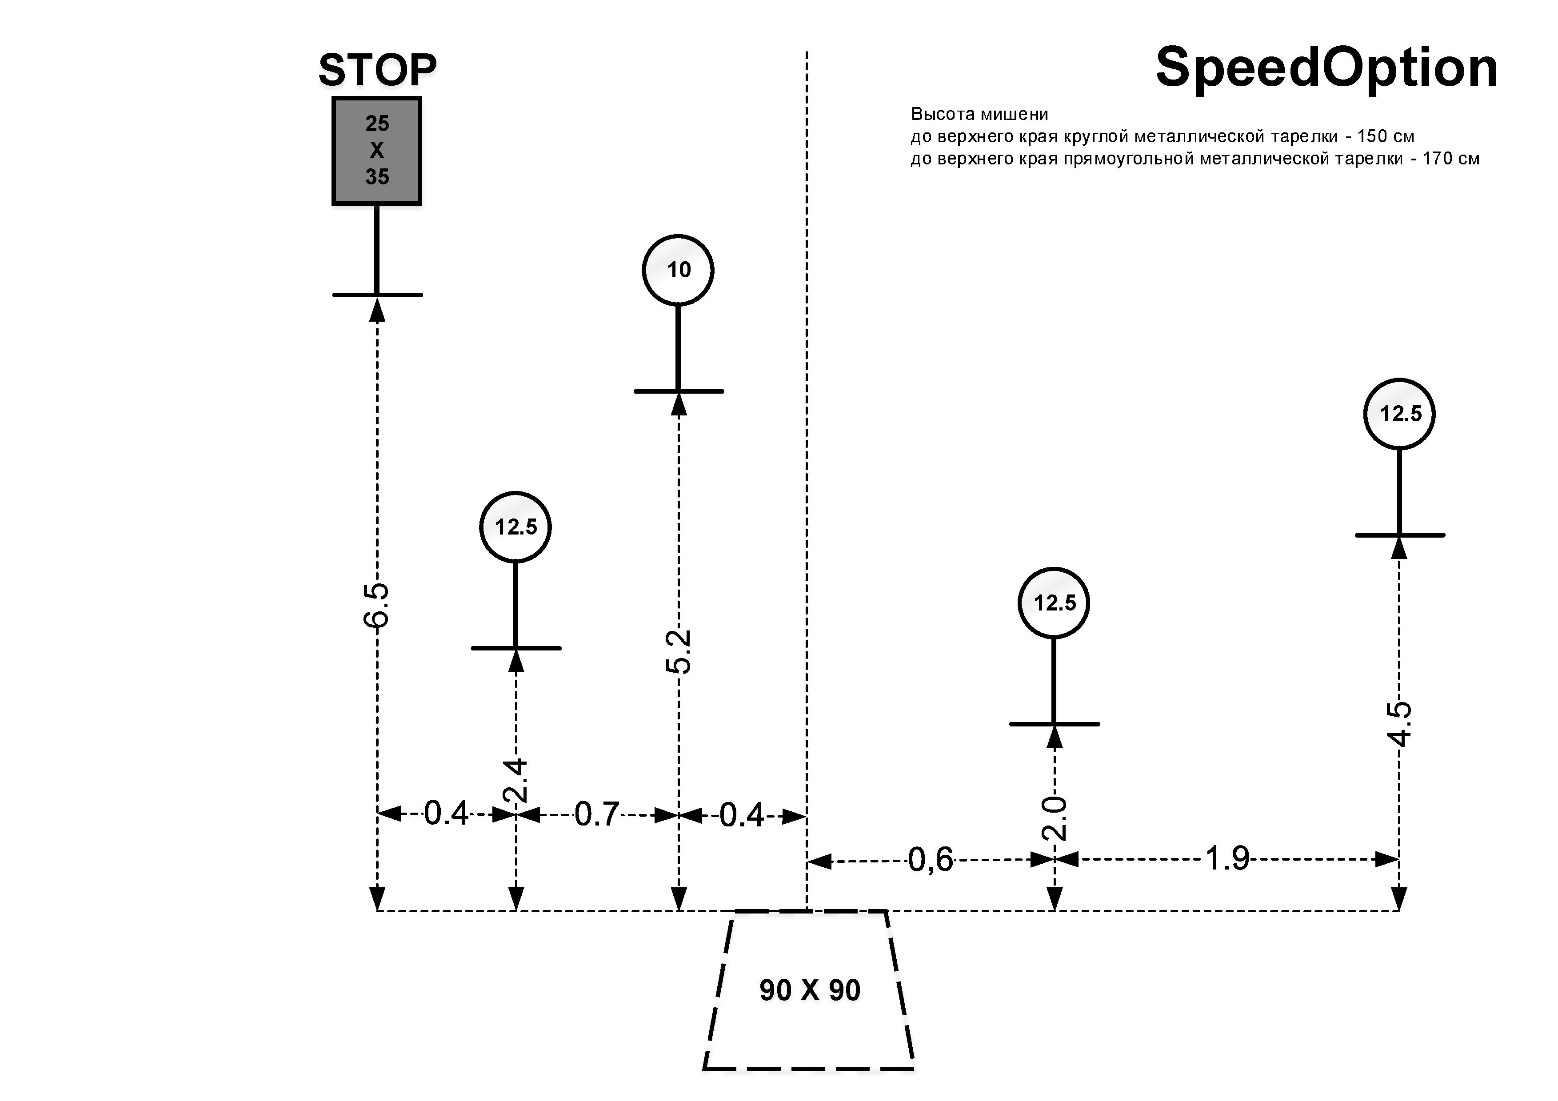 STOP
SpeedOption
Высота мишени
до верхнего края круглой металлической тарелки - 150 см
до верхнего края прямоугольной металлической тарелки - 170 см
25
X
35
10
12.5
12.5
12.5
6.5
5.2
4.5
2.4
2.0
0.4
0.7
0.4
0,6
1.9
90 X 90